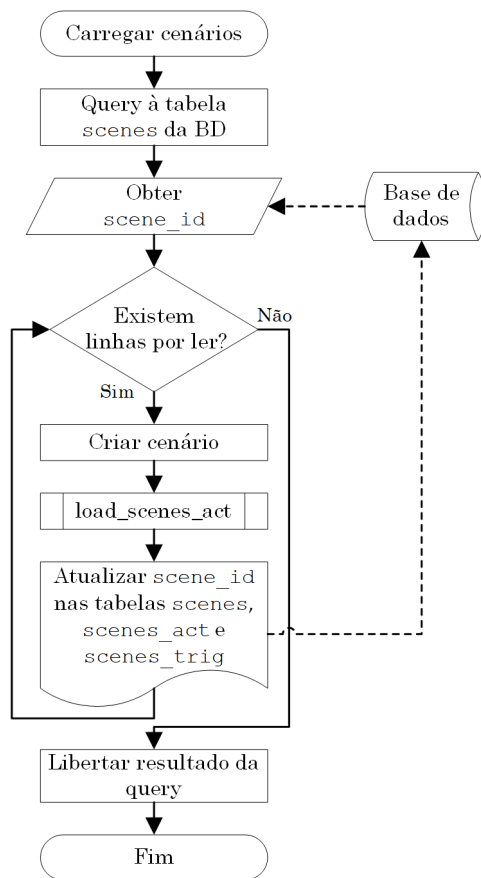 Carregar cenários
Query à tabela
scenes da BD
Obter
scene_id
Base de
dados
Existem
linhas por ler?
Não
Sim
Criar cenário
load_scenes_act
Atualizar scene_id
nas tabelas scenes,
scenes_act e
scenes_trig
Libertar resultado da
query
Fim